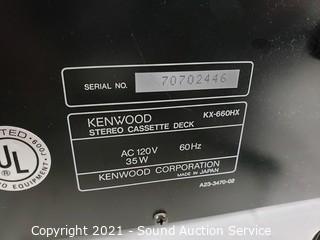 SERIAL NO. 70702446
KENWOOD KX-660HX
STEREO CASSETTE DECK
AC 120V 60Hz
35W
KENWOOD CORPORATION
MADE IN JAPAN
A23-3470-02
UL
Copyright © 2021 - Sound Auction Service